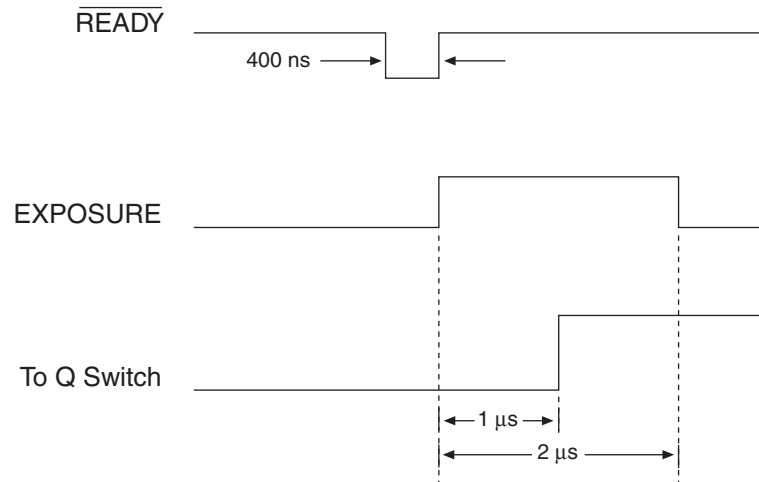 READY
400 ns
EXPOSURE
To Q Switch
1 μs
2 μs